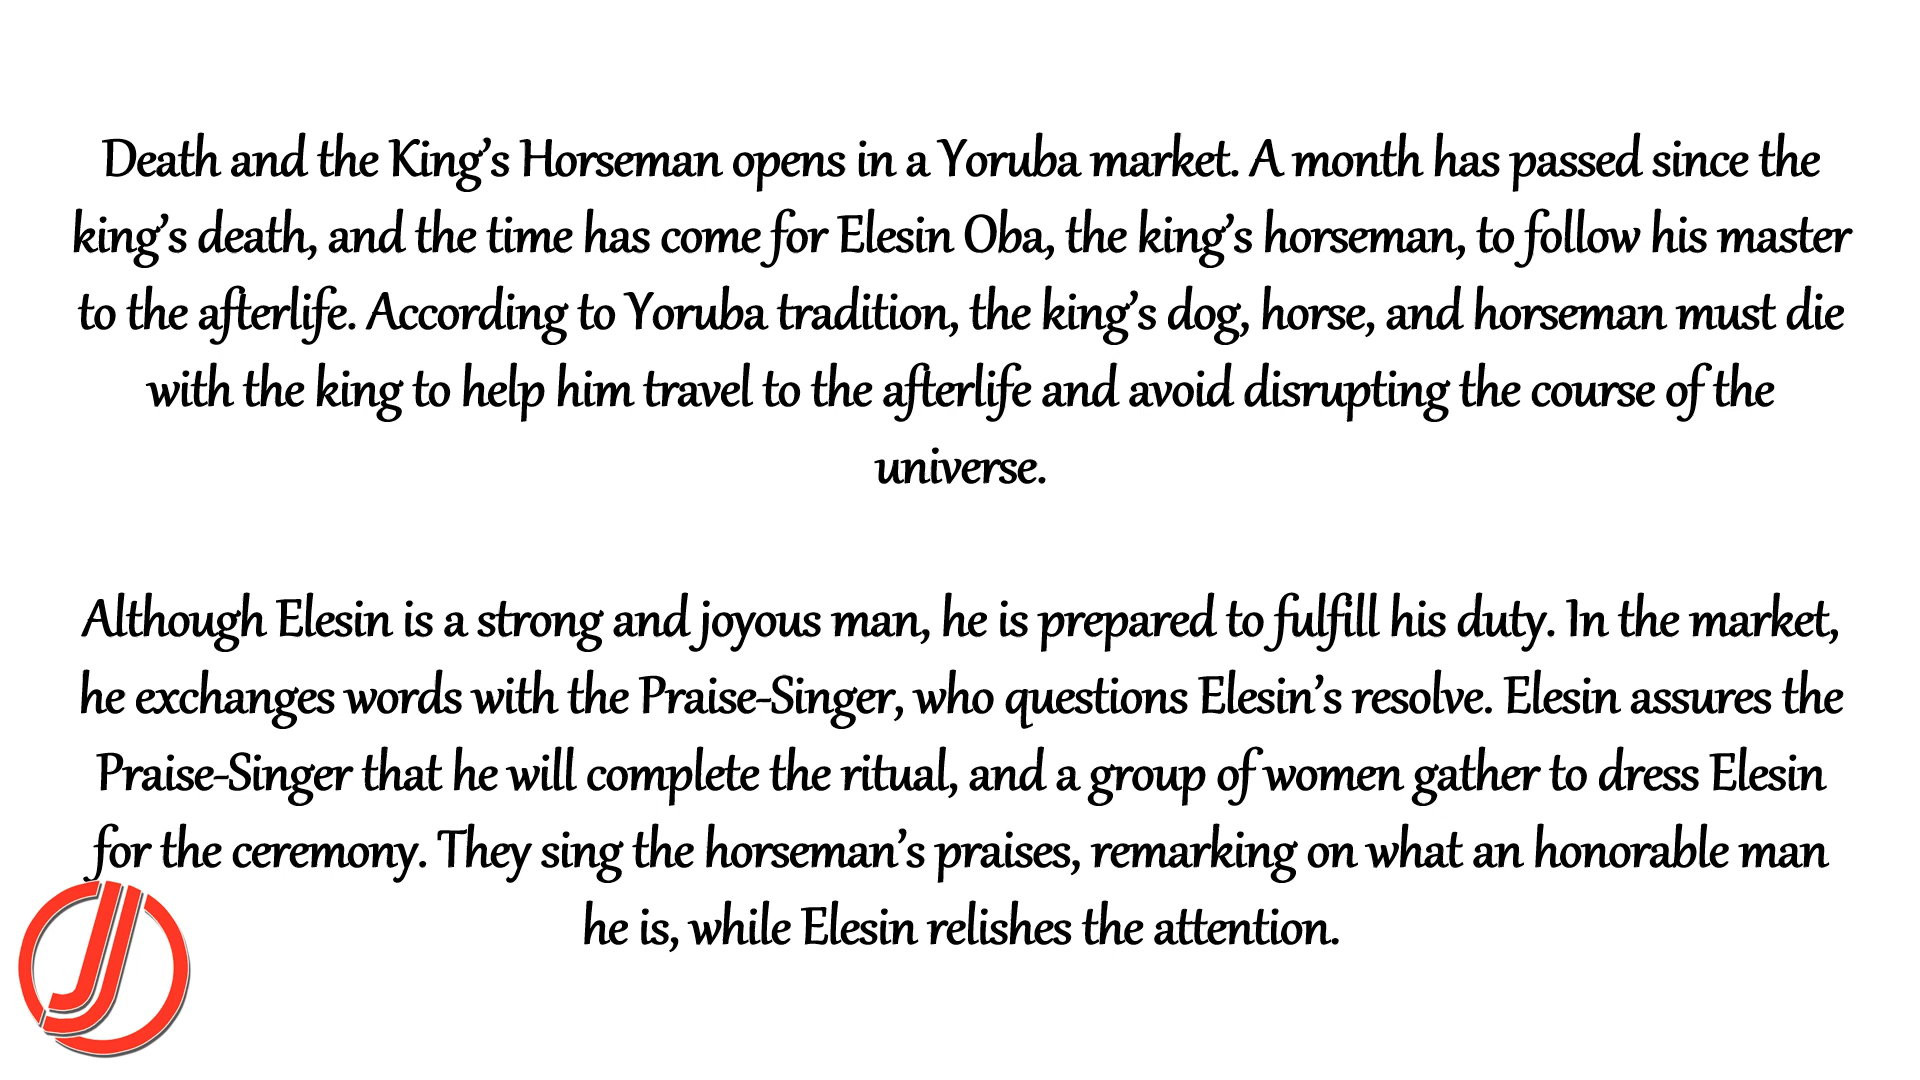 Death and the King’s Horseman opens in a Yoruba market. A month has passed since the
king’s death, and the time has come for Elesin Oba, the king’s horseman, to follow his master
to the afterlife. According to Yoruba tradition, the king’s dog, horse, and horseman must die
with the king to help him travel to the afterlife and avoid disrupting the course of the
universe.
Although Elesin is a strong and joyous man, he is prepared to fulfill his duty. In the market,
he exchanges words with the Praise-Singer, who questions Elesin’s resolve. Elesin assures the
Praise-Singer that he will complete the ritual, and a group of women gather to dress Elesin
for the ceremony. They sing the horseman’s praises, remarking on what an honorable man
he is, while Elesin relishes the attention.